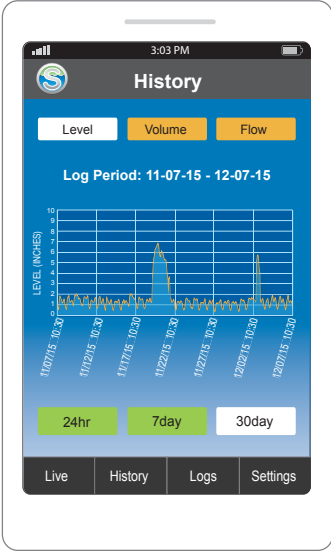 3:03 PM
History
Level Volume Flow
Log Period: 11-07-15 - 12-07-15
LEVEL (INCHES)
10
9
8
7
6
5
4
3
2
1
0
11/07/15 :10:30 11/12/15 :10:30 11/17/15 :10:30 11/22/15 :10:30 11/27/15 :10:30 12/02/15 :10:30 12/07/15 :10:30
24hr 7day 30day
Live History Logs Settings